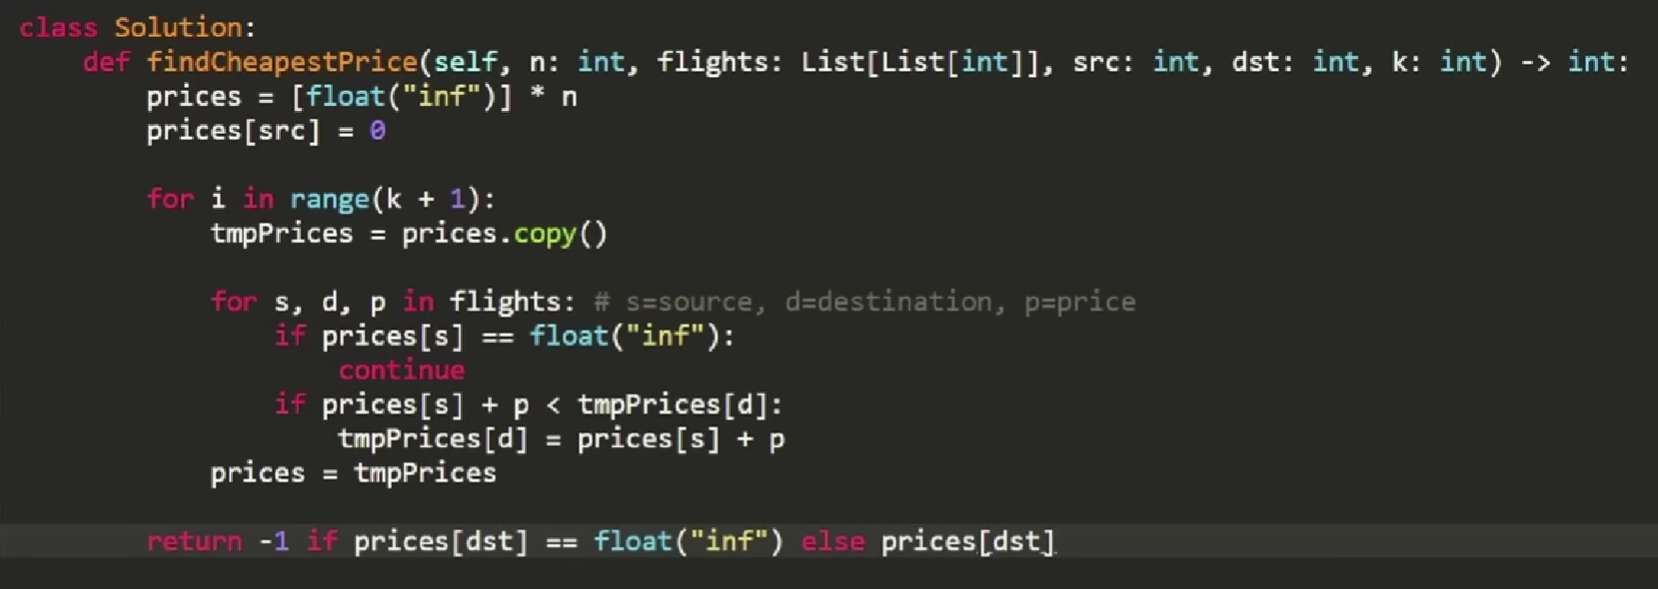 class Solution:
    def findCheapestPrice(self, n: int, flights: List[List[int]], src: int, dst: int, k: int) -> int:
        prices = [float("inf")] * n
        prices[src] = 0

        for i in range(k + 1):
            tmpPrices = prices.copy()

            for s, d, p in flights: # s=source, d=destination, p=price
                if prices[s] == float("inf"):
                    continue
                if prices[s] + p < tmpPrices[d]:
                    tmpPrices[d] = prices[s] + p
            prices = tmpPrices

        return -1 if prices[dst] == float("inf") else prices[dst]